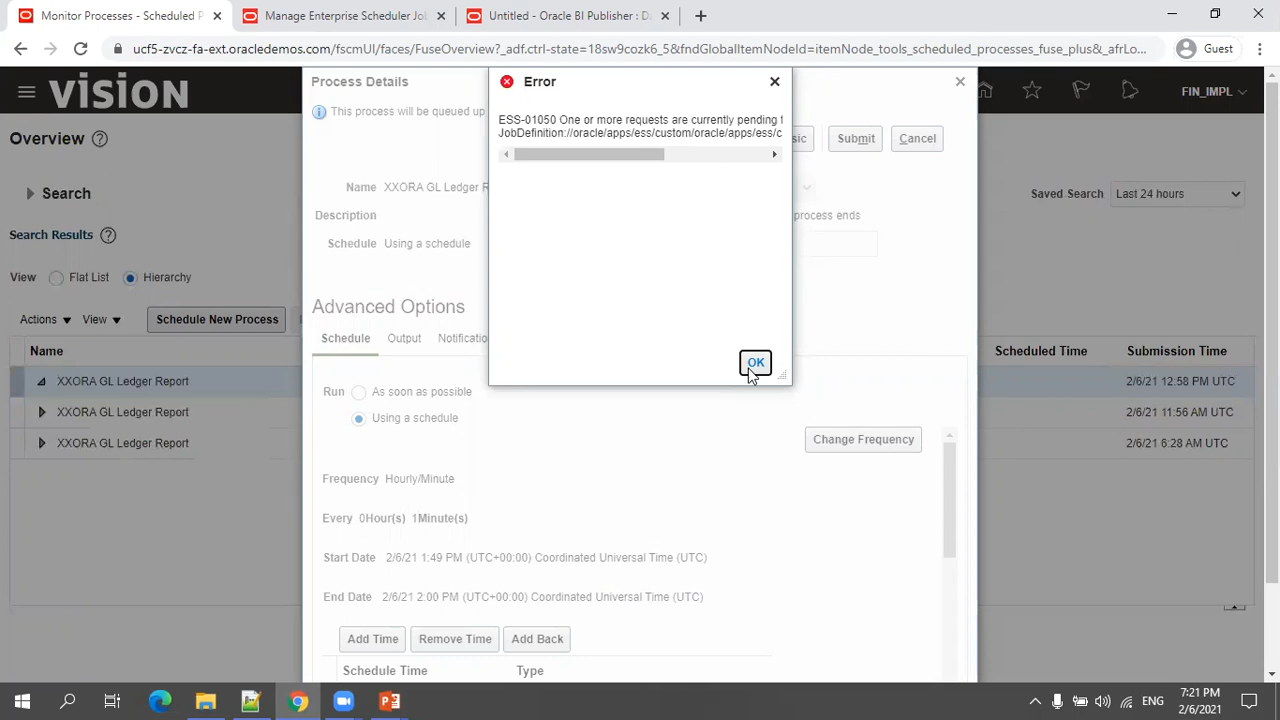 Monitor Processes - Scheduled P
Manage Enterprise Scheduler Jo
Untitled - Oracle BI Publisher : D
ucf5-zvcz-fa-ext.oracledemos.com/fscmUI/faces/FuseOverview?_adf.ctrl-state=18sw9cozk6_5&fndGlobalItemNodeId=itemNode_tools_scheduled_processes_fuse_plus&_afrLo...
Guest
vision
FIN_IMPL
Overview
Search
Saved Search
Last 24 hours
Search Results
View
Flat List
Hierarchy
Actions
View
Schedule New Process
Name
Scheduled Time
Submission Time
XXORA GL Ledger Report
2/6/21 12:58 PM UTC
XXORA GL Ledger Report
2/6/21 11:56 AM UTC
XXORA GL Ledger Report
2/6/21 6:28 AM UTC
Process Details
This process will be queued up
sic
Submit
Cancel
Name
XXORA GL Ledger R
Description
process ends
Schedule
Using a schedule
Advanced Options
Schedule
Output
Notificatio
Run
As soon as possible
Using a schedule
Change Frequency
Frequency Hourly/Minute
Every 0Hour(s) 1Minute(s)
Start Date 2/6/21 1:49 PM (UTC+00:00) Coordinated Universal Time (UTC)
End Date 2/6/21 2:00 PM (UTC+00:00) Coordinated Universal Time (UTC)
Add Time
Remove Time
Add Back
Schedule Time
Type
Error
ESS-01050 One or more requests are currently pending f
JobDefinition://oracle/apps/ess/custom/oracle/apps/ess/c
OK
ENG
7:21 PM
2/6/2021